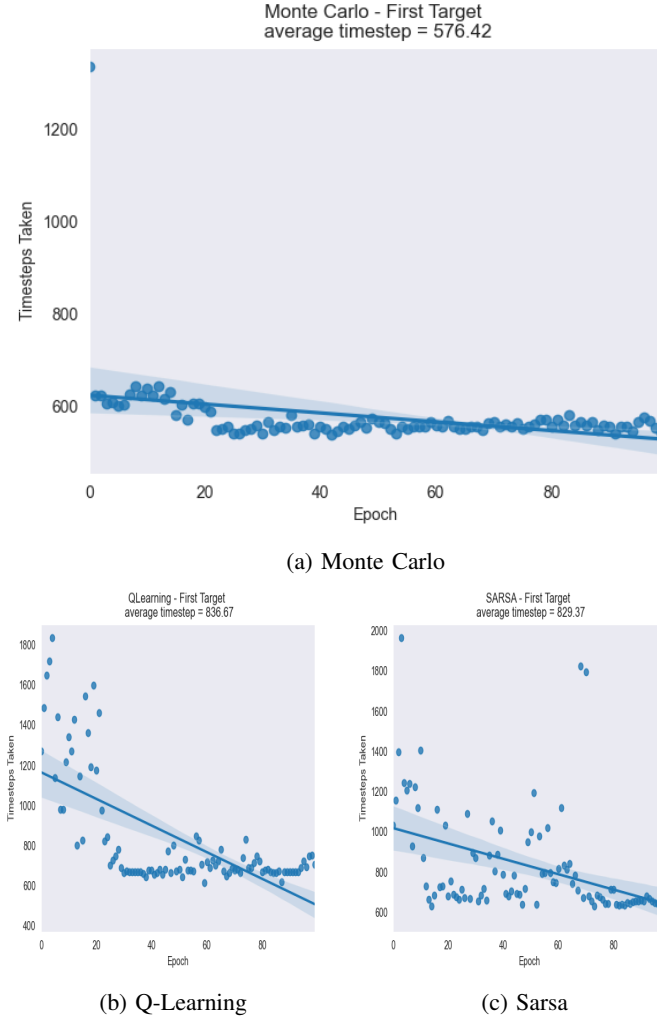 Monte Carlo - First Target
average timestep = 576.42
1200
1000
800
600
Timesteps Taken
0
20
40
60
80
Epoch
(a) Monte Carlo
QLearning - First Target
average timestep = 836.67
1800
1600
1400
1200
1000
800
600
400
Timesteps Taken
0
20
40
60
80
Epoch
(b) Q-Learning
SARSA - First Target
average timestep = 829.37
2000
1800
1600
1400
1200
1000
800
600
Timesteps Taken
0
20
40
60
80
Epoch
(c) Sarsa